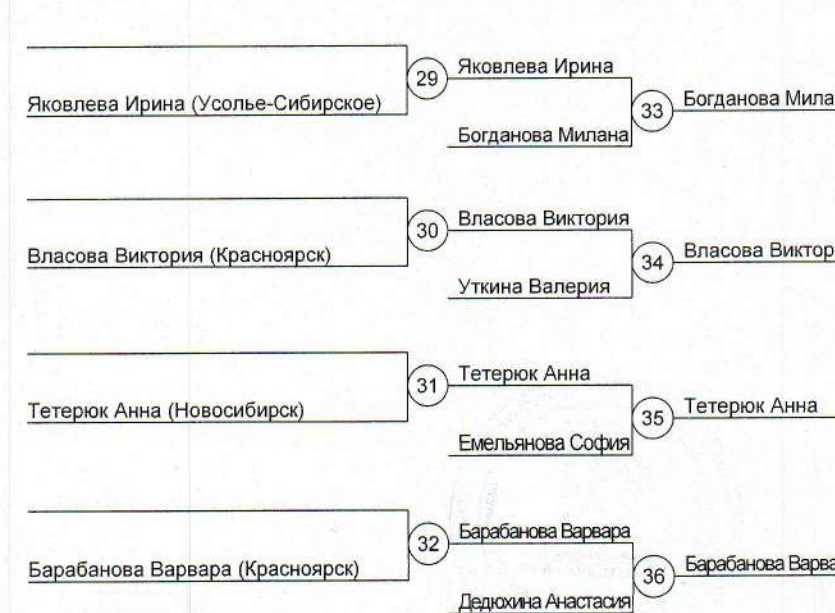 29
Яковлева Ирина
Яковлева Ирина (Усолье-Сибирское)
33
Богданова Мила
Богданова Милана
30
Власова Виктория
Власова Виктория (Красноярск)
34
Власова Виктор
Уткина Валерия
31
Тетерюк Анна
Тетерюк Анна (Новосибирск)
35
Тетерюк Анна
Емельянова София
32
Барабанова Варвара
Барабанова Варвара (Красноярск)
36
Барабанова Варва
Дедюхина Анастасия